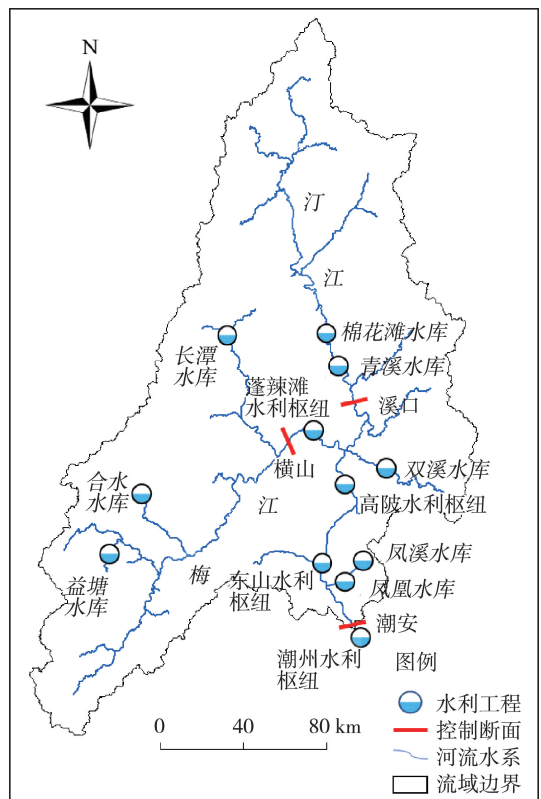 N
汀
江
棉花滩水库
长潭
水库
青溪水库
蓬辣滩
水利枢纽
溪口
横山
双溪水库
合水
水库
江
高陂水利枢纽
益塘
水库
梅
东山水利
枢纽
凤溪水库
凤凰水库
潮安
潮州水利
枢纽
图例
水利工程
控制断面
河流水系
流域边界
0 40 80 km